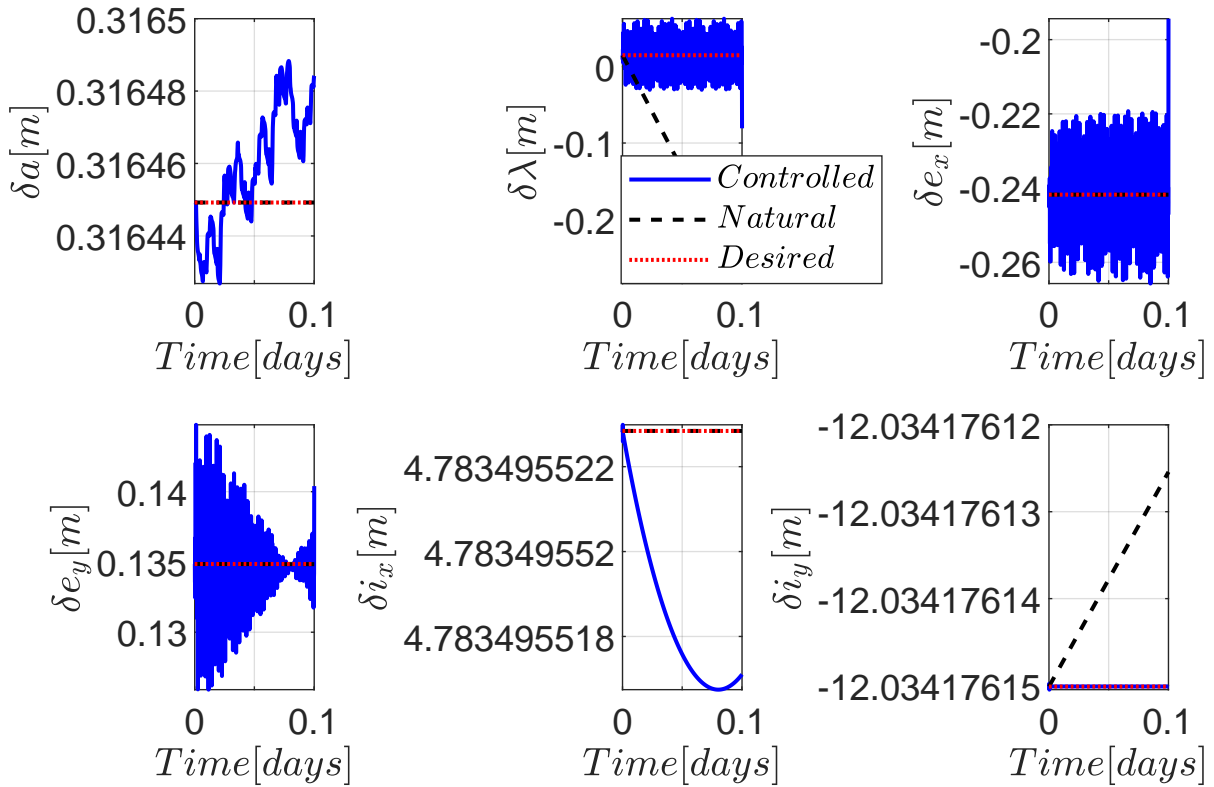 0.3165
0.31648
0.31646
0.31644
δa[m]
0 0.1
Time[days]
0
-0.1
-0.2
δλ[m]
Controlled
Natural
Desired
0 0.1
Time[days]
-0.2
-0.22
-0.24
-0.26
δe_x[m]
0 0.1
Time[days]
0.14
0.135
0.13
δe_y[m]
0 0.1
Time[days]
4.783495522
4.78349552
4.783495518
δi_x[m]
0 0.1
Time[days]
-12.03417612
-12.03417613
-12.03417614
-12.03417615
δi_y[m]
0 0.1
Time[days]